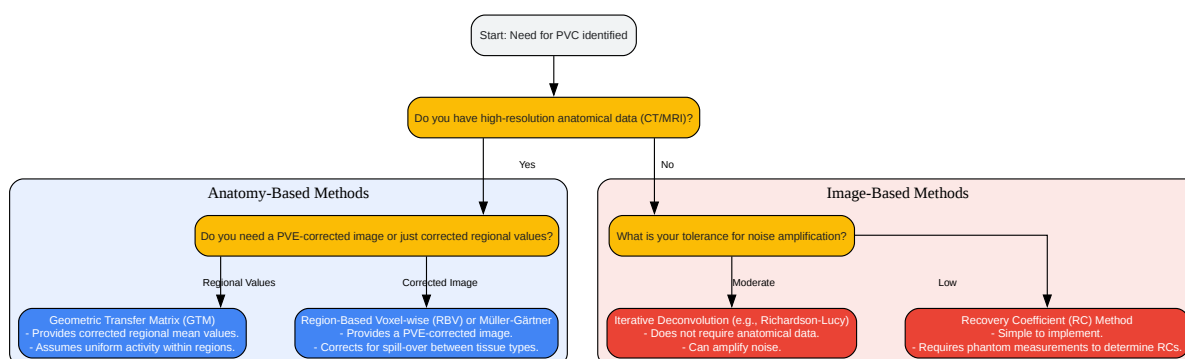 Start: Need for PVC identified
Do you have high-resolution anatomical data (CT/MRI)?
Yes
No
Anatomy-Based Methods
Image-Based Methods
Do you need a PVE-corrected image or just corrected regional values?
What is your tolerance for noise amplification?
Regional Values
Corrected Image
Moderate
Low
Geometric Transfer Matrix (GTM)
- Provides corrected regional mean values.
- Assumes uniform activity within regions.
Region-Based Voxel-wise (RBV) or Müller-Gärtner
- Provides a PVE-corrected image.
- Corrects for spill-over between tissue types.
Iterative Deconvolution (e.g., Richardson-Lucy)
- Does not require anatomical data.
- Can amplify noise.
Recovery Coefficient (RC) Method
- Simple to implement.
- Requires phantom measurements to determine RCs.